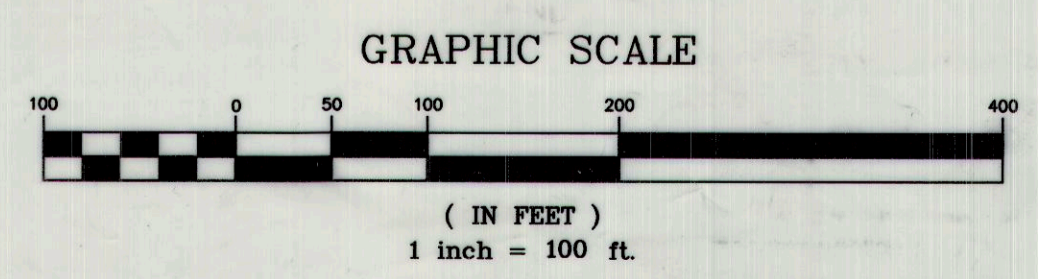 GRAPHIC SCALE
100 0 50 100 200 400
( IN FEET )
1 inch = 100 ft.